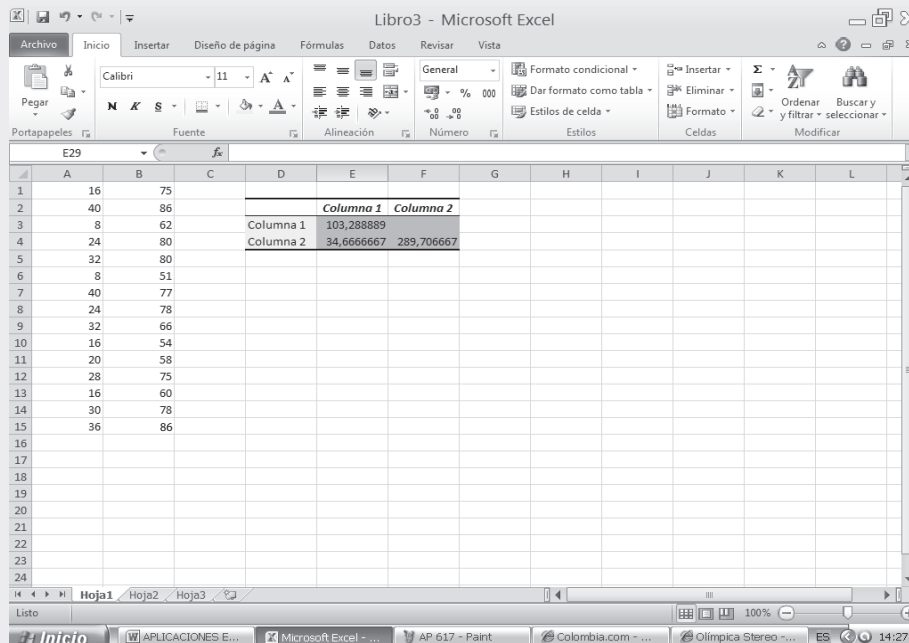 Libro3 - Microsoft Excel
Archivo Inicio Insertar Diseño de página Fórmulas Datos Revisar Vista
Calibri 11 A A General Formato condicional Insertar Σ
Pegar N K S A % 000 Dar formato como tabla Eliminar Ordenar y filtrar Buscar y seleccionar
Estilos de celda Formato
Portapapeles Fuente Alineación Número Estilos Celdas Modificar
E29 fx
A B C D E F G H I J K L
1 16 75
2 40 86 Columna 1 Columna 2
3 8 62 Columna 1 103,288889
4 24 80 Columna 2 34,6666667 289,706667
5 32 80
6 8 51
7 40 77
8 24 78
9 32 66
10 16 54
11 20 58
12 28 75
13 16 60
14 30 78
15 36 86
16
17
18
19
20
21
22
23
24
Hoja1 Hoja2 Hoja3
Listo 100%
Inicio APLICACIONES E... Microsoft Excel - ... AP 617 - Paint Colombia.com - ... Olímpica Stereo -... ES 14:27